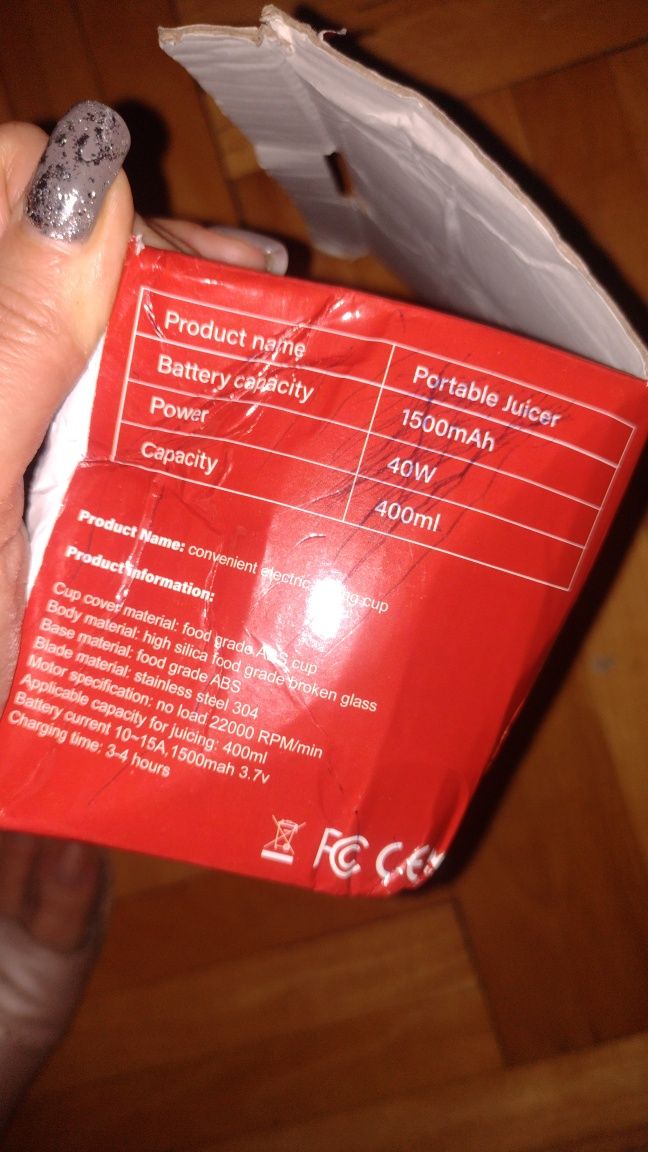 Product name Portable Juicer
Battery capacity 1500mAh
Power 40W
Capacity 400ml
Product Name: convenient electric cup
Product Information:
Cup cover material: food grade ABS cup
Body material: high silica food grade broken glass
Base material: food grade ABS
Blade material: stainless steel 304
Motor specification: no load 22000 RPM/min
Applicable capacity for juicing: 400ml
Battery current 10~15A,1500mah 3.7v
Charging time: 3-4 hours
FC CE